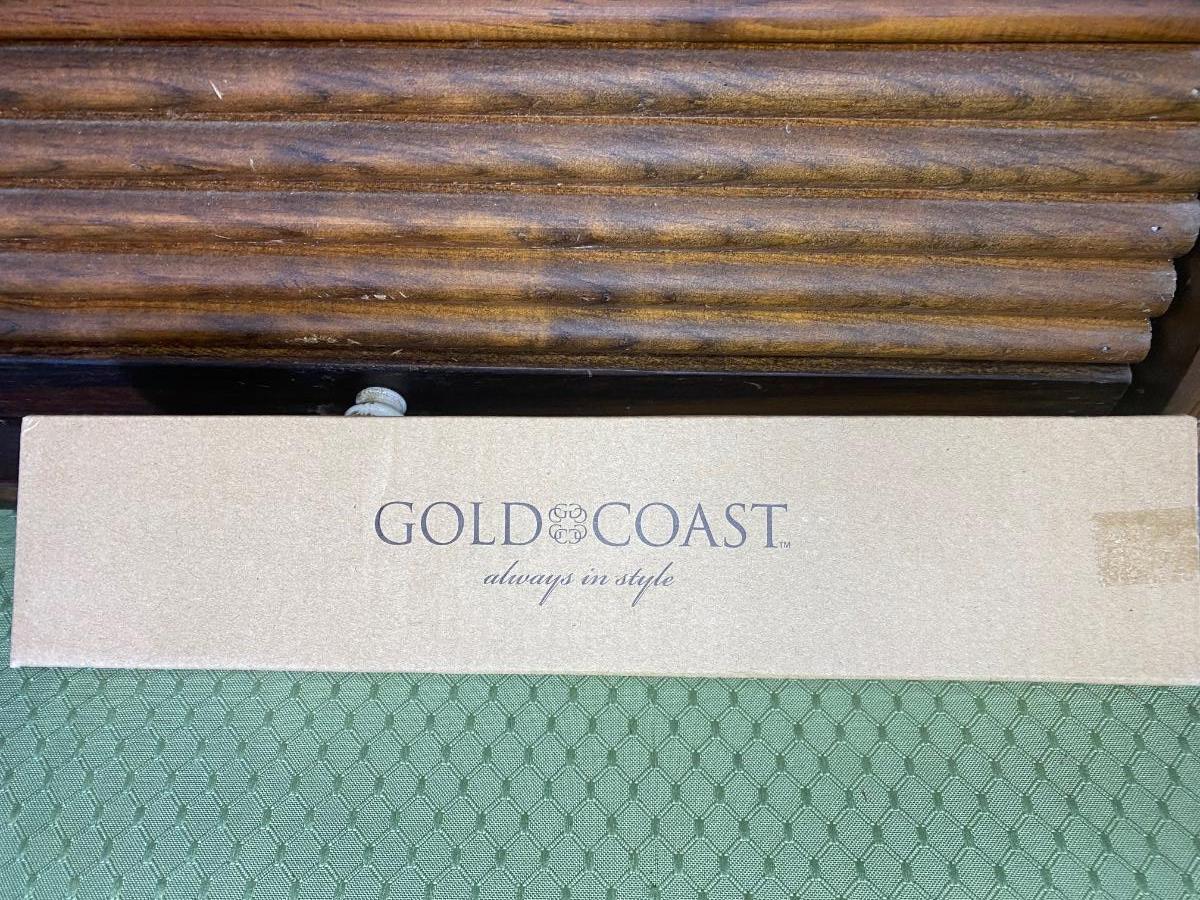 GOLD COAST™
always in style